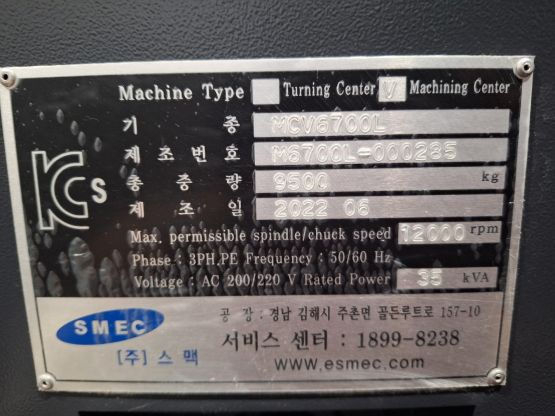 Machine Type Turning Center V Machining Center
기 종 MCV6700L
제 조 번 호 M6700L-000285
총 중 량 9500 kg
제 조 일 2022 06
Max. permissible spindle/chuck speed 12000 rpm
Phase : 3PH,PE Frequency : 50/60 Hz
Voltage : AC 200/220 V Rated Power 35 kVA
KCs
SMEC
[주] 스 맥
공 장 : 경남 김해시 주촌면 골든루트로 157-10
서비스 센터 : 1899-8238
www.esmec.com